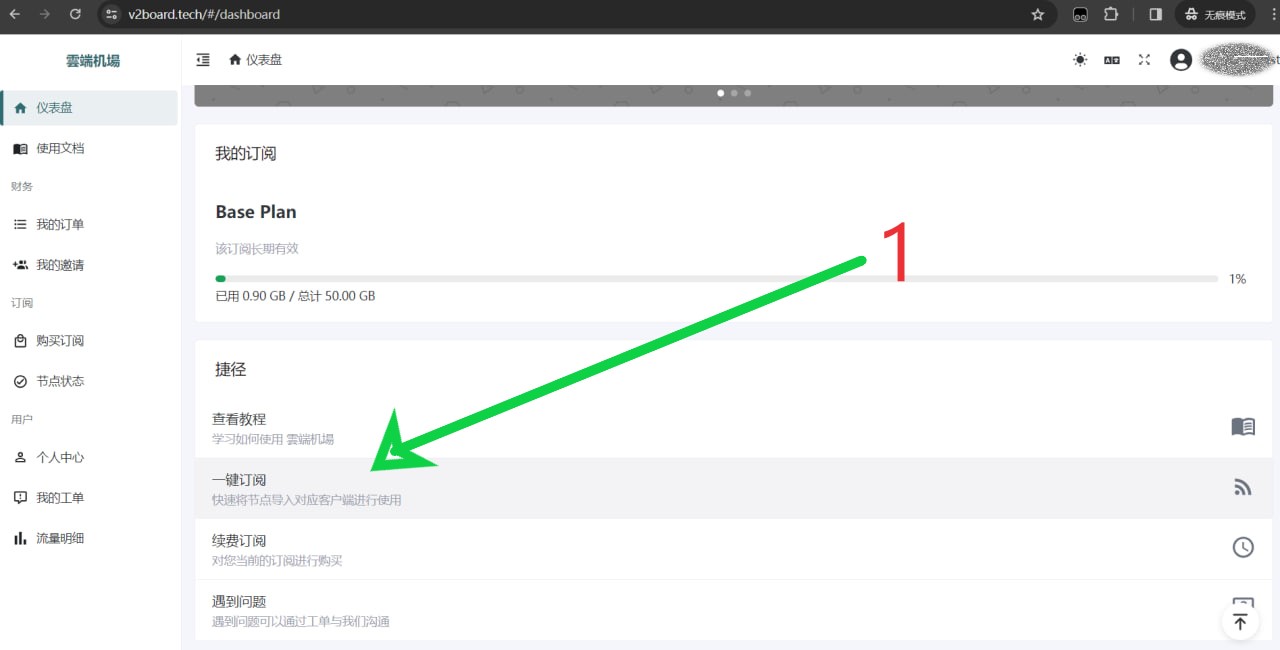 v2board.tech/#/dashboard
无痕模式
雲端机場
仪表盘
仪表盘
使用文档
财务
我的订单
我的邀请
订阅
购买订阅
节点状态
用户
个人中心
我的工单
流量明细
我的订阅
Base Plan
该订阅长期有效
1
1%
已用 0.90 GB / 总计 50.00 GB
捷径
查看教程
学习如何使用 雲端机場
一键订阅
快速将节点导入对应客户端进行使用
续费订阅
对您当前的订阅进行购买
遇到问题
遇到问题可以通过工单与我们沟通